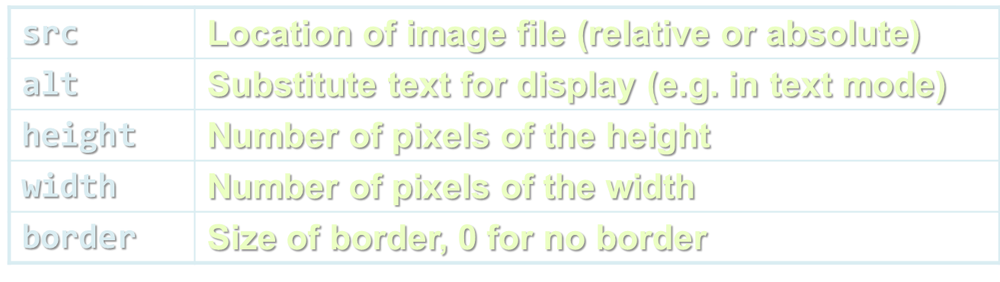 src Location of image file (relative or absolute)
alt Substitute text for display (e.g. in text mode)
height Number of pixels of the height
width Number of pixels of the width
border Size of border, 0 for no border